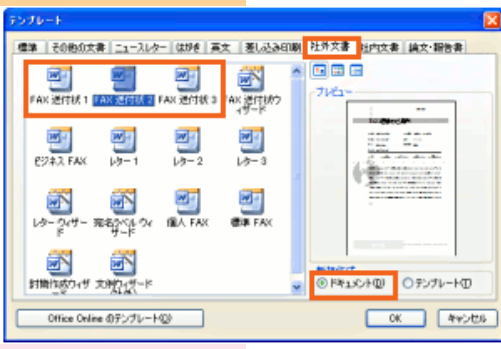 テンプレート
標準 その他の文書 ニュースレター はがき 英文 差し込み印刷 社外文書 社内文書 論文・報告書
プレビュー
FAX 送付状 1 FAX 送付状 2 FAX 送付状 3 FAX 送付状ウィザード
ビジネス FAX レター 1 レター 2 レター 3
レター ウィザード 宛名ラベル ウィザード 個人 FAX 標準 FAX
封筒作成ウィザ 文例ウィザード
ドキュメント(D) テンプレート(T)
Office Online のテンプレート(O) OK キャンセル